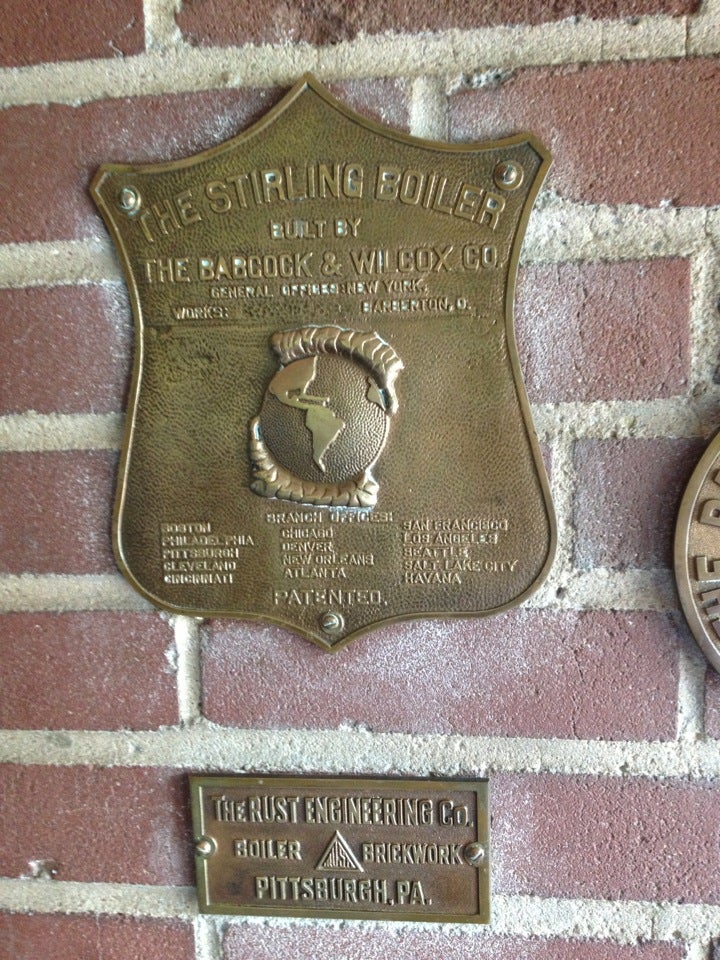 THE STIRLING BOILER
BUILT BY
THE BABCOCK & WILCOX CO.
GENERAL OFFICES: NEW YORK.
WORKS: BARBERTON, O.
BRANCH OFFICES:
BOSTON
PHILADELPHIA
PITTSBURGH
CLEVELAND
CINCINNATI
CHICAGO
DENVER
NEW ORLEANS
ATLANTA
SAN FRANCISCO
LOS ANGELES
SEATTLE
SALT LAKE CITY
HAVANA
PATENTED.
THE
THE RUST ENGINEERING CO.
BOILER RUST BRICKWORK
PITTSBURGH, PA.